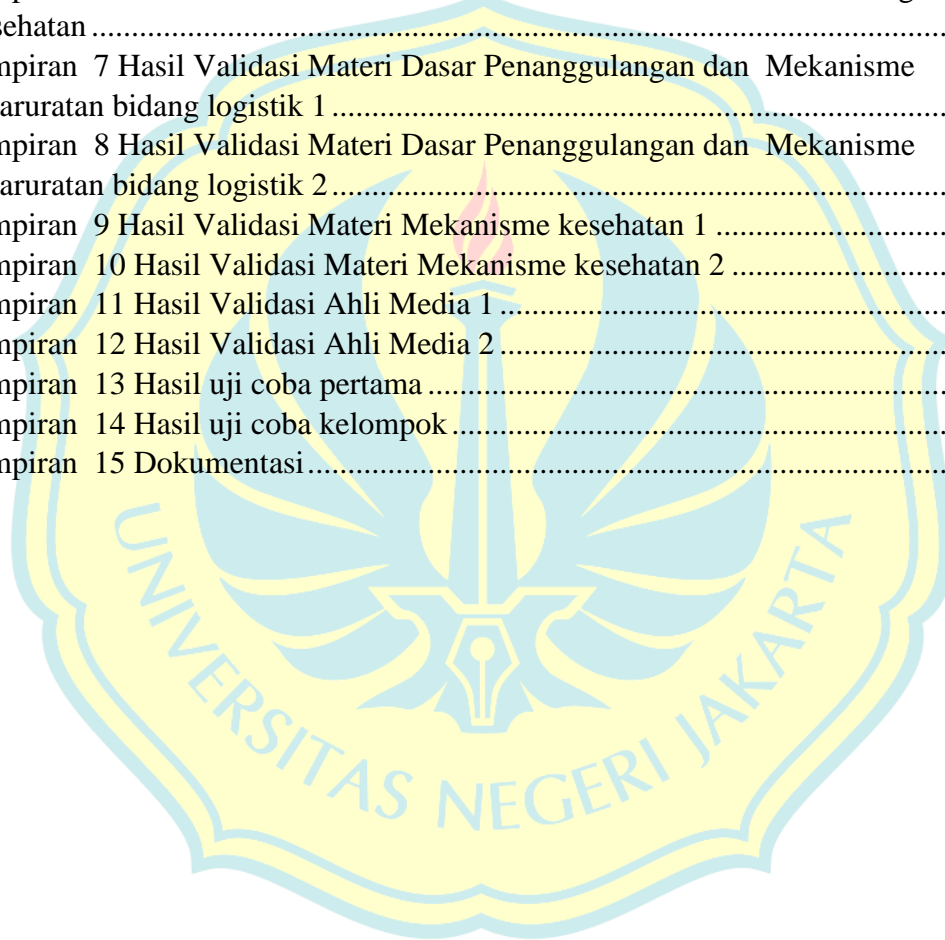 sehatan
mpiran 7 Hasil Validasi Materi Dasar Penanggulangan dan Mekanisme
aruratan bidang logistik 1
mpiran 8 Hasil Validasi Materi Dasar Penanggulangan dan Mekanisme
aruratan bidang logistik 2
mpiran 9 Hasil Validasi Materi Mekanisme kesehatan 1
mpiran 10 Hasil Validasi Materi Mekanisme kesehatan 2
mpiran 11 Hasil Validasi Ahli Media 1
mpiran 12 Hasil Validasi Ahli Media 2
mpiran 13 Hasil uji coba pertama
mpiran 14 Hasil uji coba kelompok
mpiran 15 Dokumentasi
UNIVERSITAS NEGERI JAKARTA